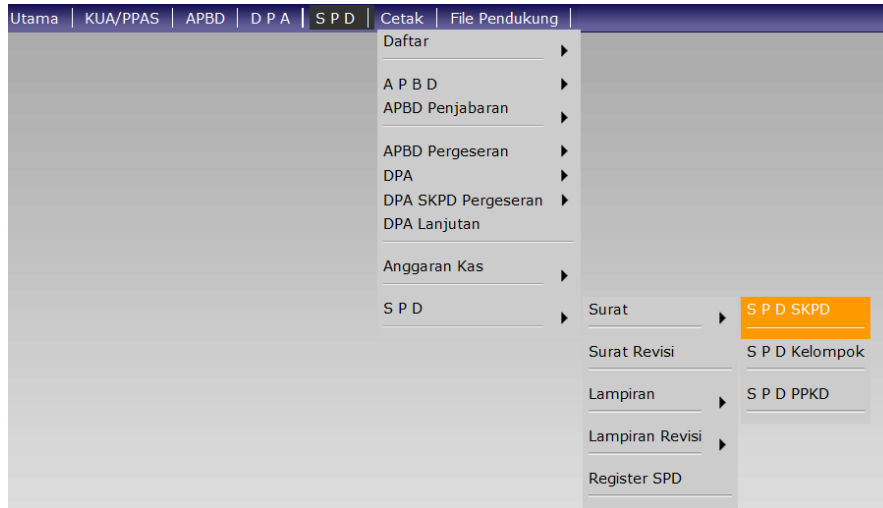 Utama | KUA/PPAS | APBD | D P A | S P D | Cetak | File Pendukung |
Daftar
A P B D
APBD Penjabaran
APBD Pergeseran
DPA
DPA SKPD Pergeseran
DPA Lanjutan
Anggaran Kas
S P D
Surat
Surat Revisi
Lampiran
Lampiran Revisi
Register SPD
S P D SKPD
S P D Kelompok
S P D PPKD